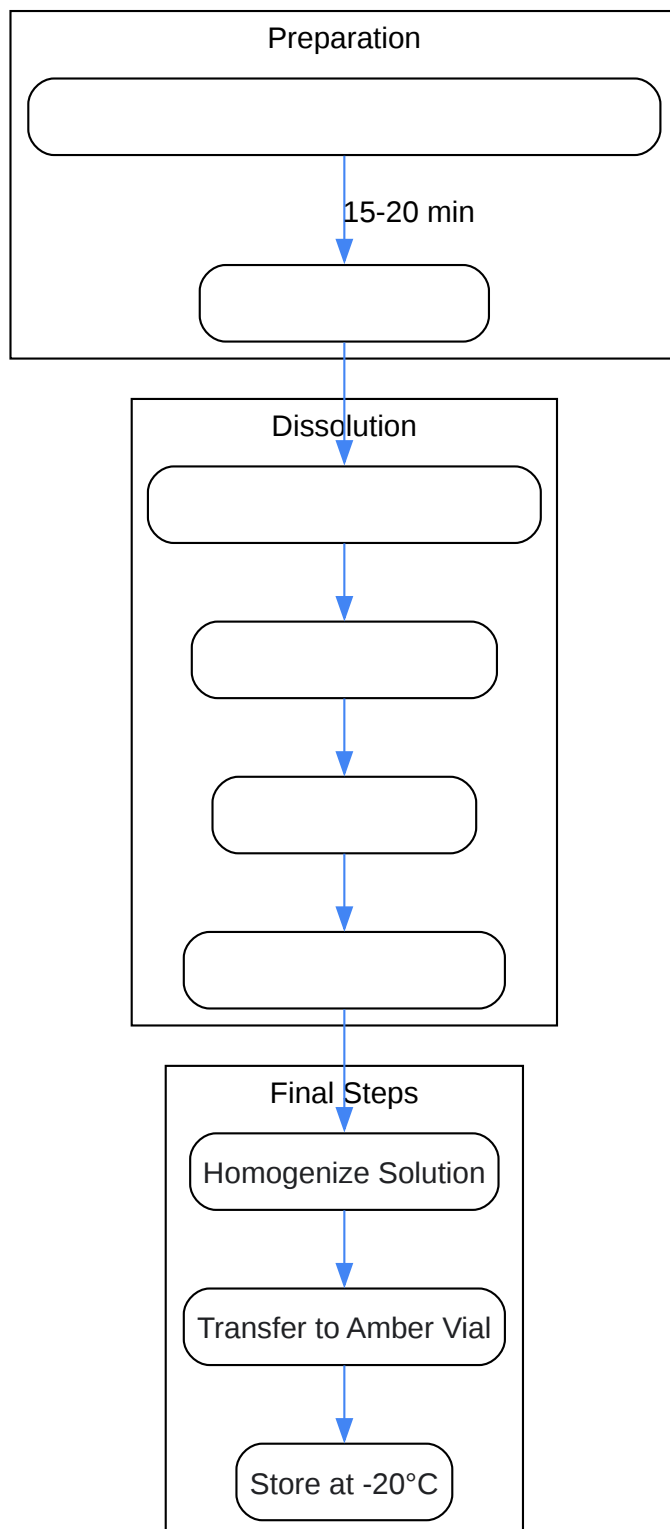 Preparation
15-20 min
Dissolution
Final Steps
Homogenize Solution
Transfer to Amber Vial
Store at -20°C